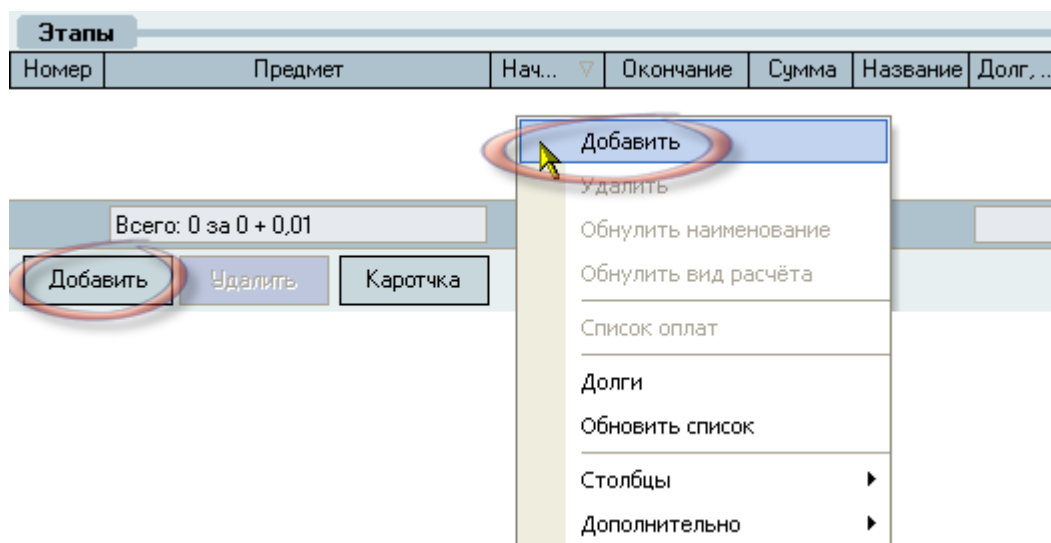 Этапы
Номер Предмет Нач... Окончание Сумма Название Долг, ..
Добавить
Удалить
Всего: 0 за 0 + 0,01
Обнулить наименование
Добавить Удалить Каротчка
Обнулить вид расчёта
Список оплат
Долги
Обновить список
Столбцы
Дополнительно